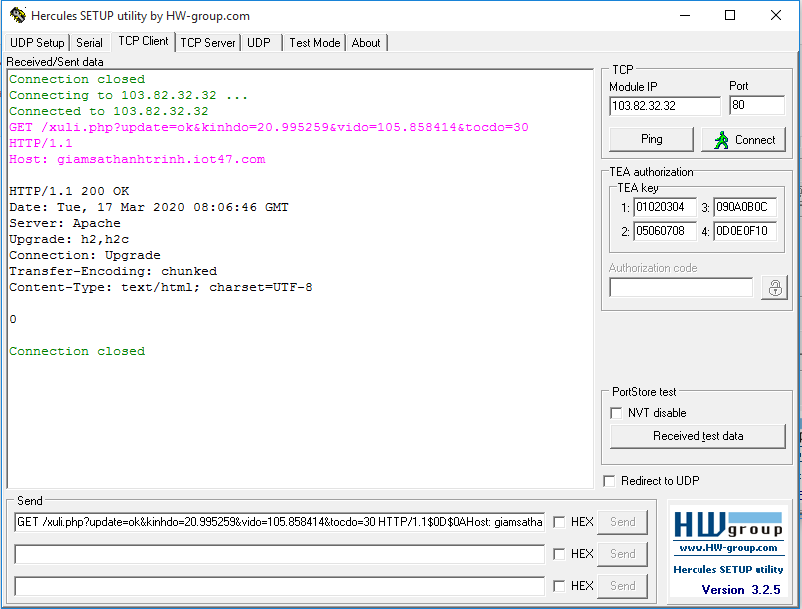 Hercules SETUP utility by HW-group.com
UDP Setup Serial TCP Client TCP Server UDP Test Mode About
Received/Sent data
Connection closed
Connecting to 103.82.32.32 ...
Connected to 103.82.32.32
GET /xuli.php?update=ok&kinhdo=20.995259&vido=105.858414&tocdo=30
HTTP/1.1
Host: giamsathanhtrinh.iot47.com
HTTP/1.1 200 OK
Date: Tue, 17 Mar 2020 08:06:46 GMT
Server: Apache
Upgrade: h2,h2c
Connection: Upgrade
Transfer-Encoding: chunked
Content-Type: text/html; charset=UTF-8
0
Connection closed
TCP
Module IP Port
103.82.32.32 80
Ping Connect
TEA authorization
TEA key
1: 01020304 3: 090A0B0C
2: 05060708 4: 0D0E0F10
Authorization code
PortStore test
NVT disable
Received test data
Redirect to UDP
Send
GET /xuli.php?update=ok&kinhdo=20.995259&vido=105.858414&tocdo=30 HTTP/1.1$0D$0AHost: giamsatha HEX Send
HEX Send
HEX Send
HW group
www.HW-group.com
Hercules SETUP utility
Version 3.2.5